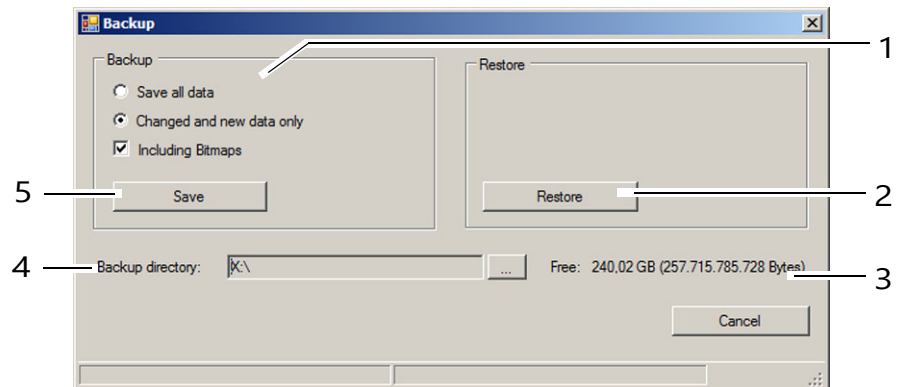 Backup
1
Backup
Restore
Save all data
Changed and new data only
Including Bitmaps
5
Save
Restore
2
4
Backup directory:
X:\
...
Free: 240,02 GB (257.715.785.728 Bytes)
3
Cancel